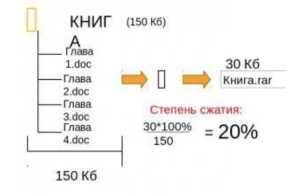 КНИГ
А
(150 Кб)
Глава
1.doc
Глава
2.doc
Глава
3.doc
Глава
4.doc
150 Кб
30 Кб
Книга.rar
Степень сжатия:
30*100%
150
= 20%